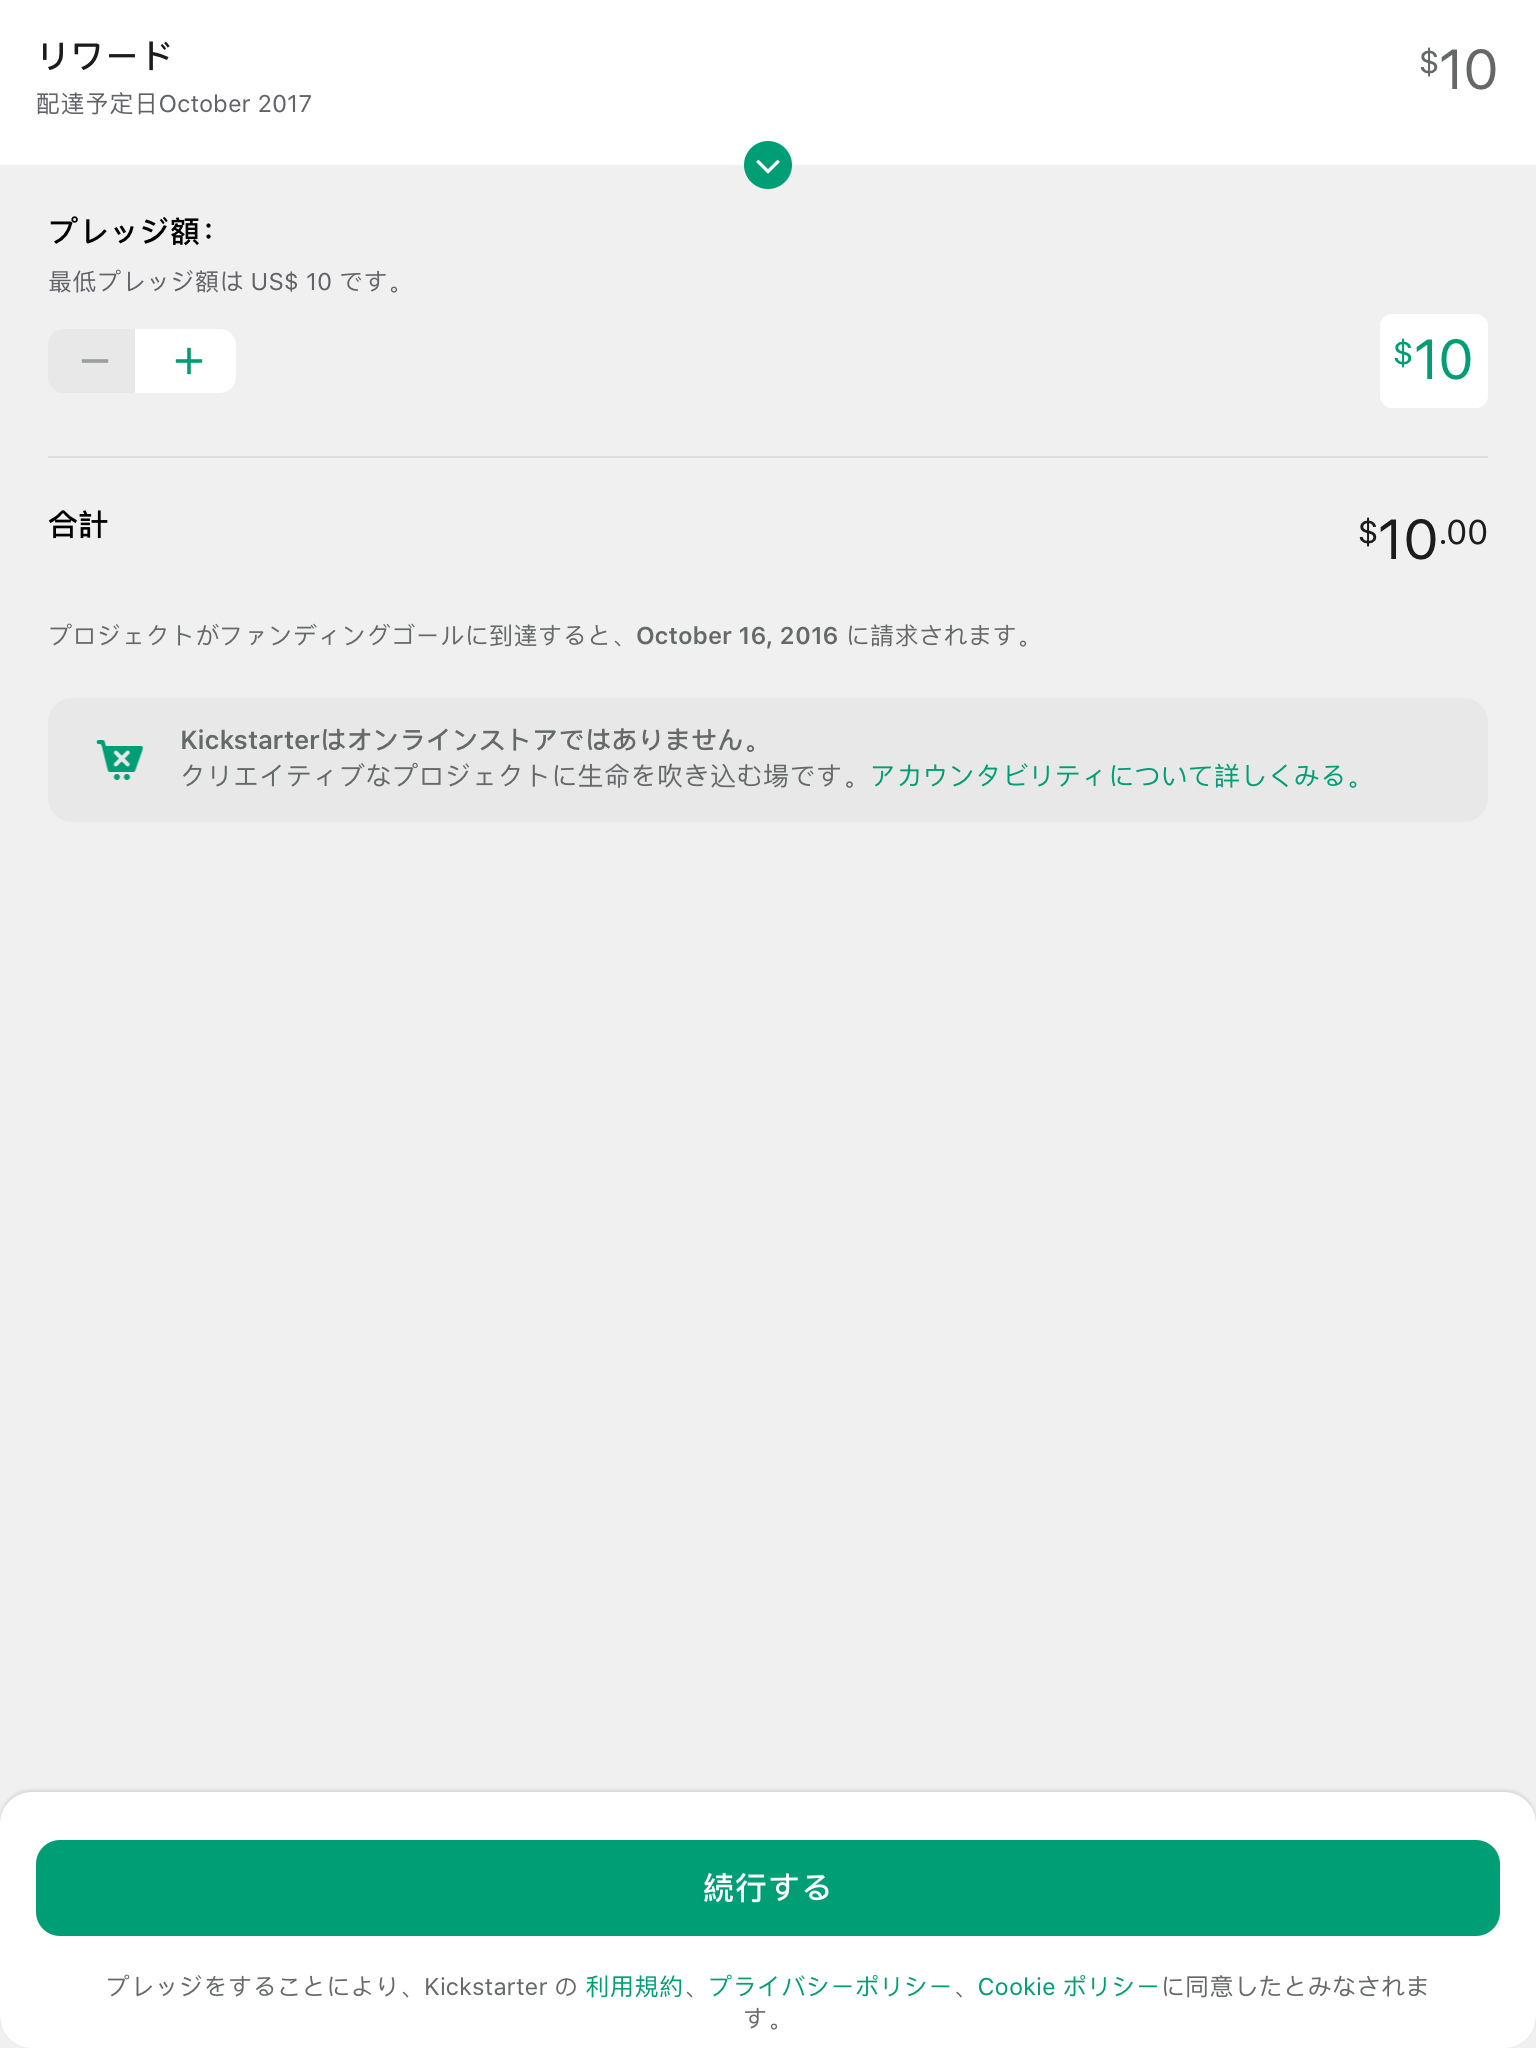 リワード
$10
配達予定日October 2017
プレッジ額：
最低プレッジ額は US$ 10 です。
$10
合計
$10.00
プロジェクトがファンディングゴールに到達すると、October 16, 2016 に請求されます。
Kickstarterはオンラインストアではありません。
クリエイティブなプロジェクトに生命を吹き込む場です。アカウンタビリティについて詳しくみる。
続行する
プレッジをすることにより、Kickstarter の 利用規約、プライバシーポリシー、Cookie ポリシーに同意したとみなされま
す。